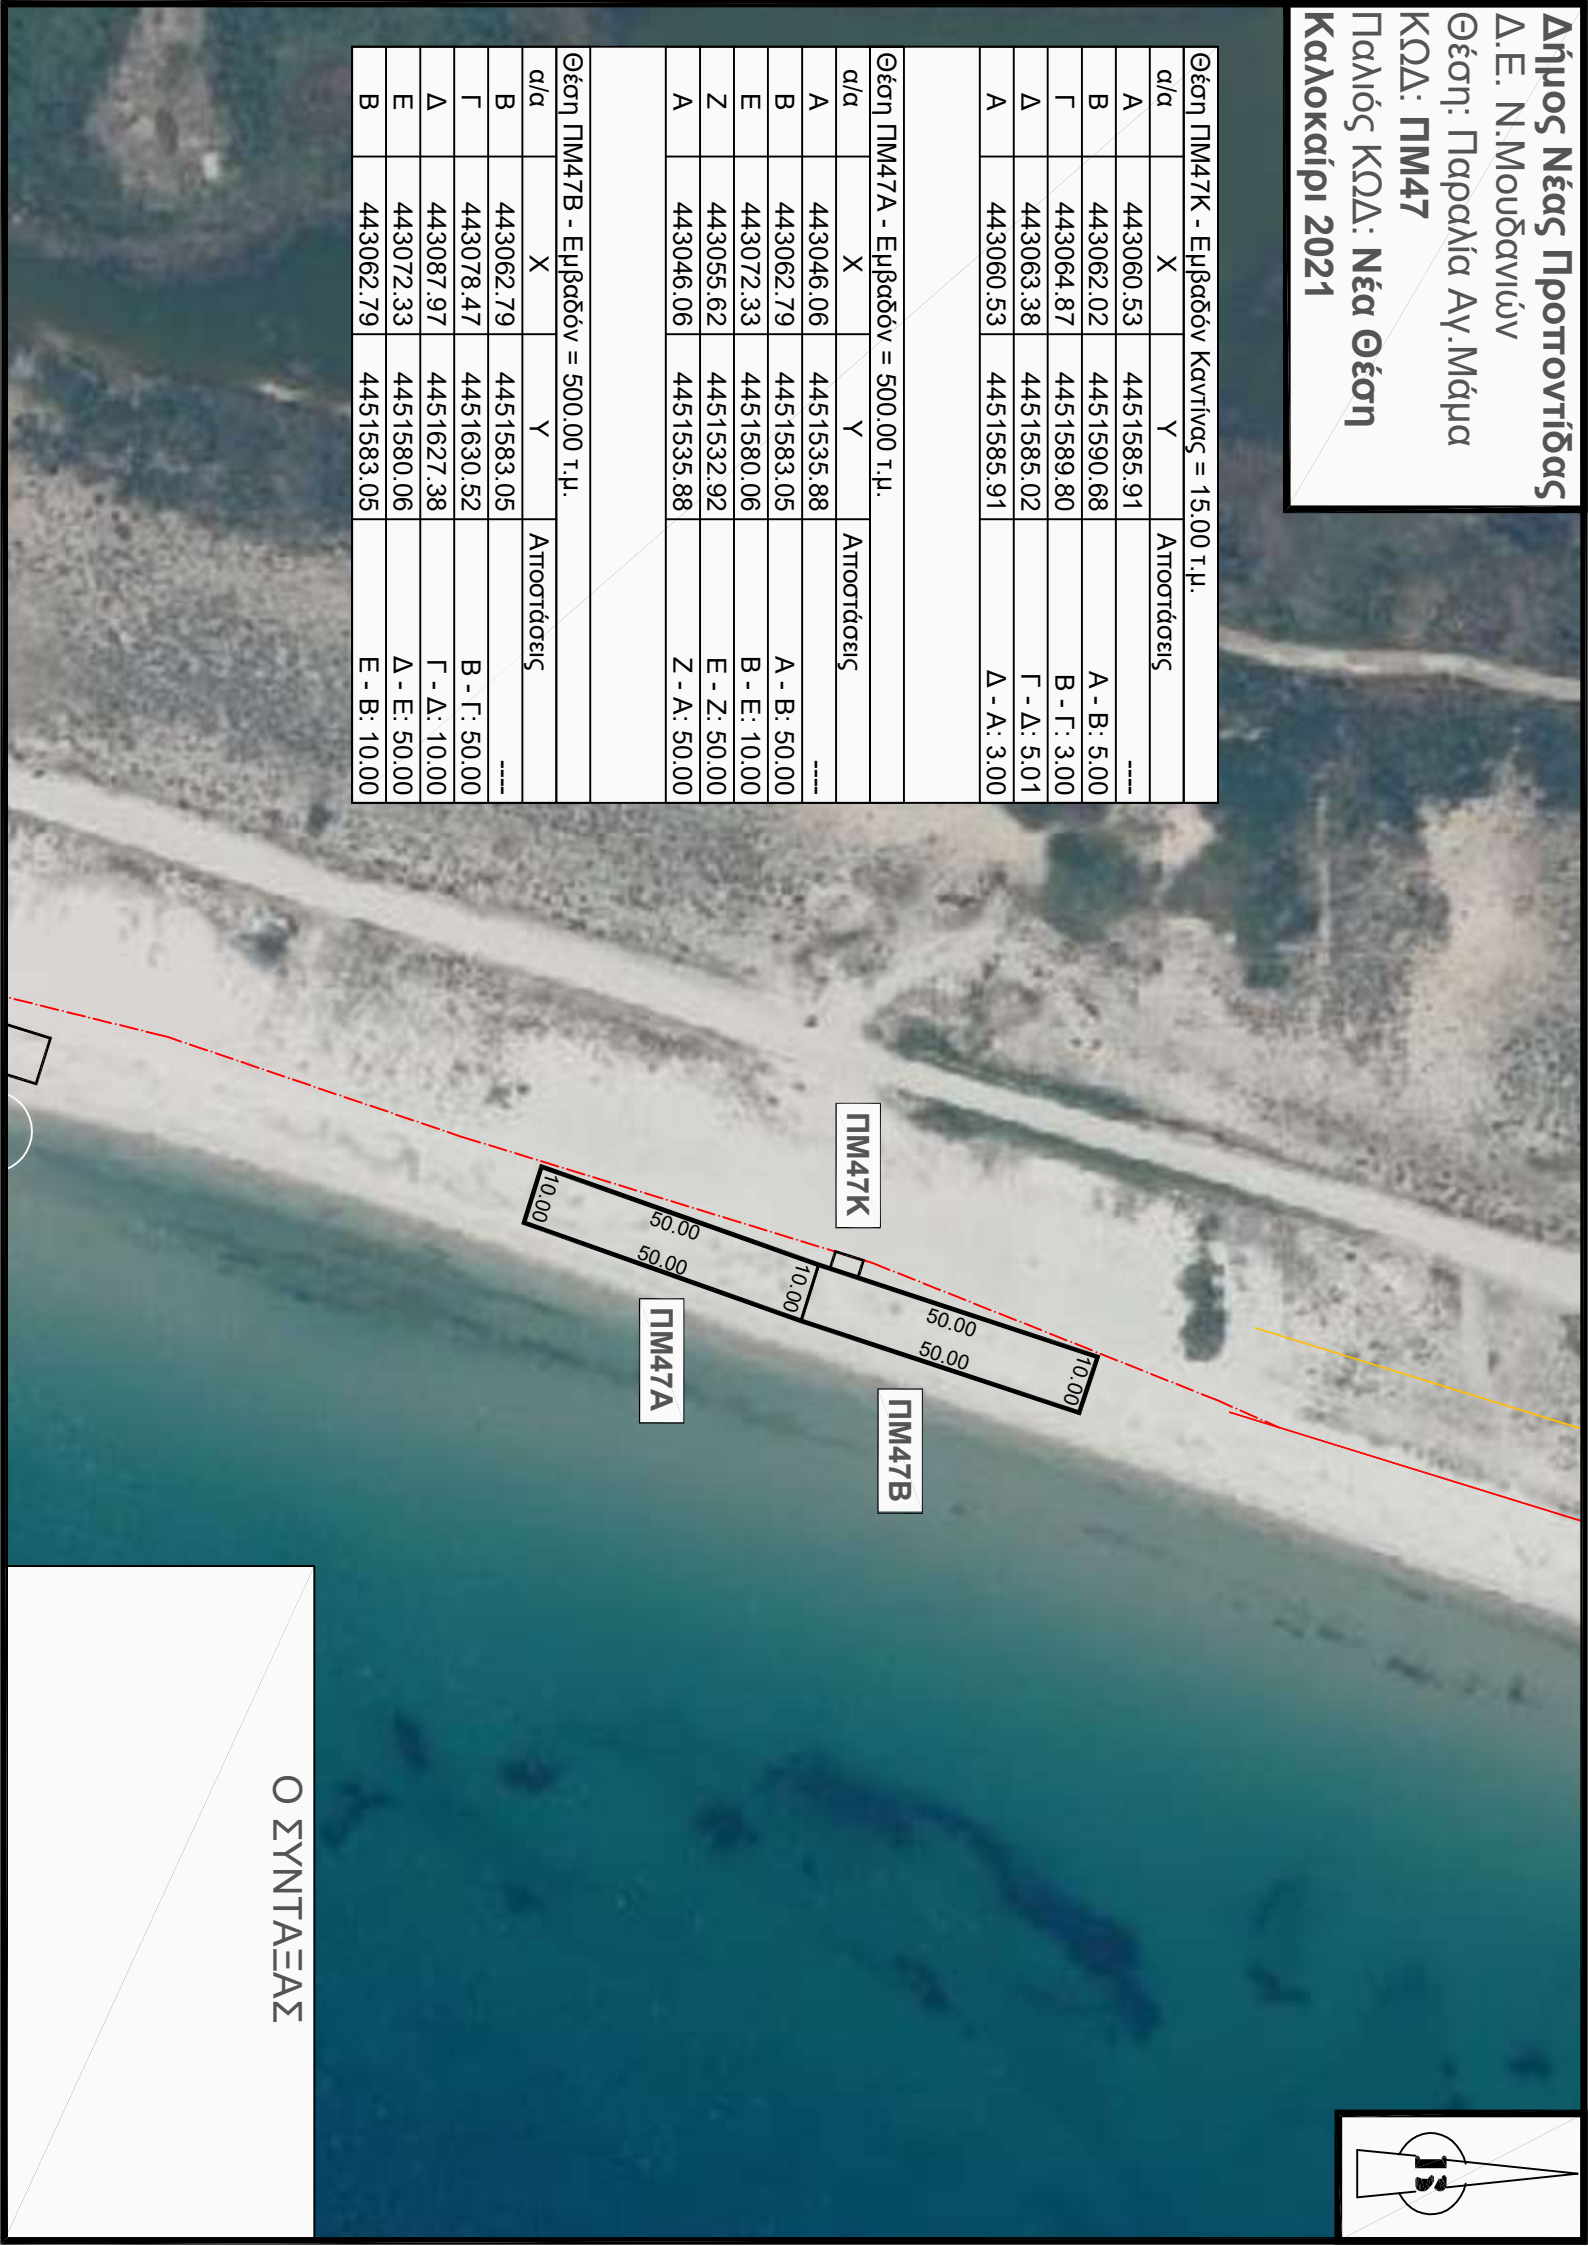 Δήμος Νέας Προποντίδας
Δ.Ε. Ν.Μουδανιών
Θέση: Παραλία Αγ.Μάμα
ΚΩΔ: ΠΜ47
Παλιός ΚΩΔ: Νέα Θέση
Καλοκαίρι 2021
Θέση ΠΜ47Κ - Εμβαδόν Καντίνας = 15.00 τ.μ.
α/α Χ Υ Αποστάσεις
Α 443060.53 4451585.91 ----
Β 443062.02 4451590.68 Α - Β: 5.00
Γ 443064.87 4451589.80 Β - Γ: 3.00
Δ 443063.38 4451585.02 Γ - Δ: 5.01
Α 443060.53 4451585.91 Δ - Α: 3.00
Θέση ΠΜ47Α - Εμβαδόν = 500.00 τ.μ.
α/α Χ Υ Αποστάσεις
Α 443046.06 4451535.88 ----
Β 443062.79 4451583.05 Α - Β: 50.00
Ε 443072.33 4451580.06 Β - Ε: 10.00
Ζ 443055.62 4451532.92 Ε - Ζ: 50.00
Α 443046.06 4451535.88 Ζ - Α: 50.00
Θέση ΠΜ47Β - Εμβαδόν = 500.00 τ.μ.
α/α Χ Υ Αποστάσεις
Β 443062.79 4451583.05 ----
Γ 443078.47 4451630.52 Β - Γ: 50.00
Δ 443087.97 4451627.38 Γ - Δ: 10.00
Ε 443072.33 4451580.06 Δ - Ε: 50.00
Β 443062.79 4451583.05 Ε - Β: 10.00
ΠΜ47Κ
10.00
50.00
50.00
10.00
50.00
50.00
10.00
ΠΜ47Α
ΠΜ47Β
Ο ΣΥΝΤΑΞΑΣ